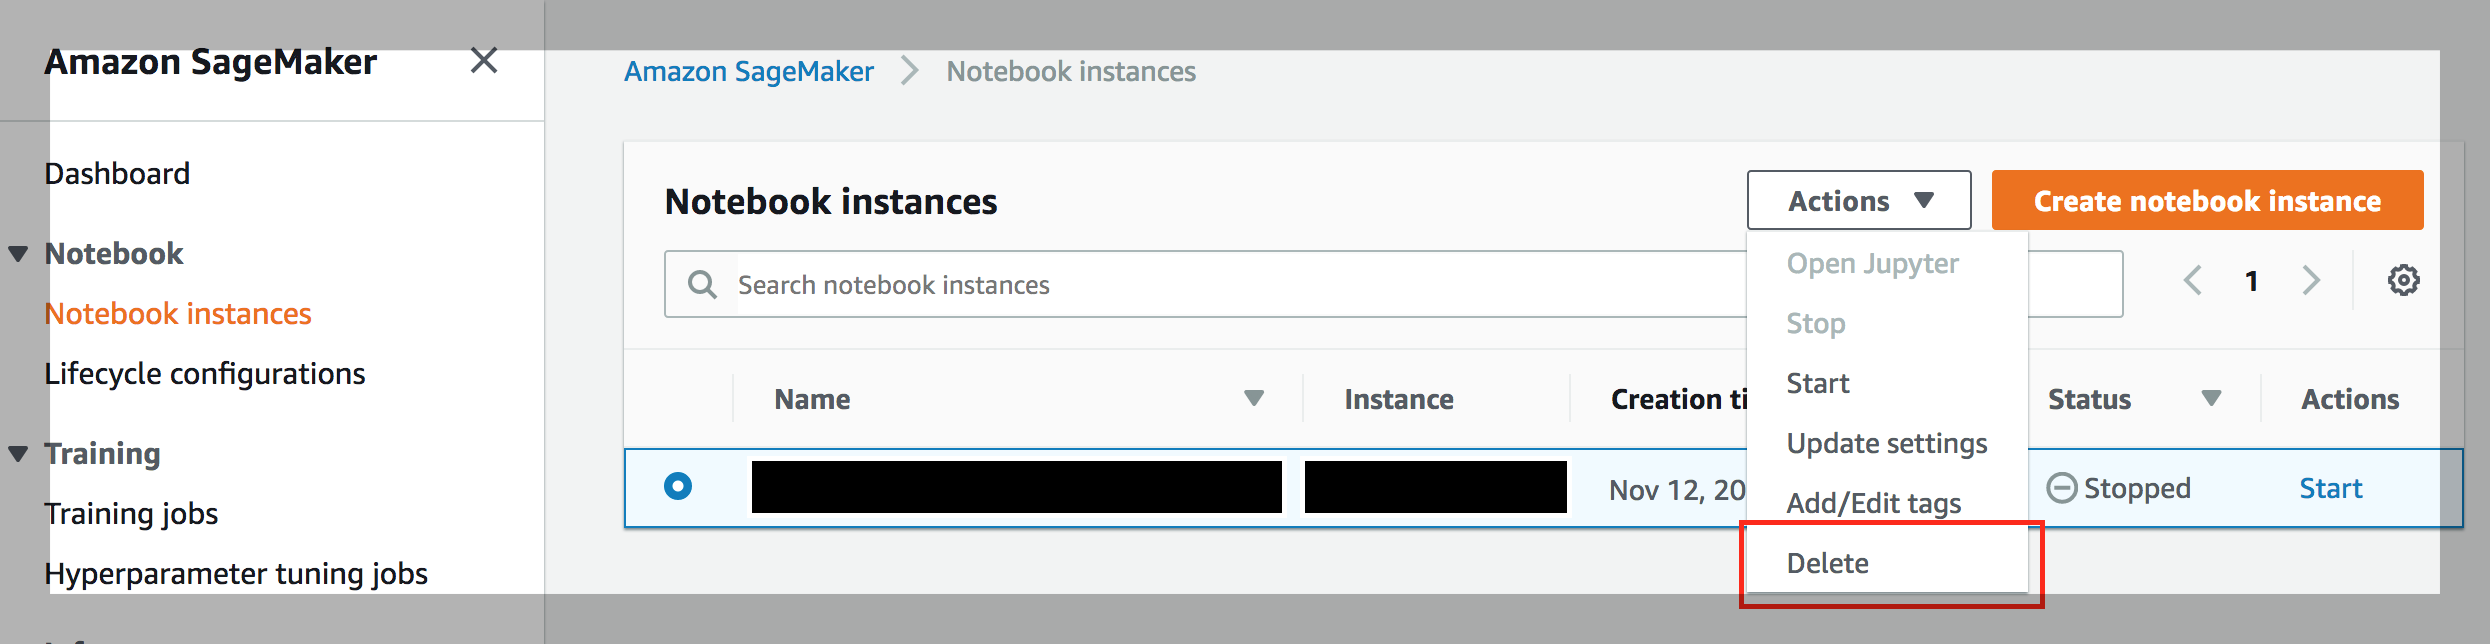 Amazon SageMaker
Dashboard
Notebook
Notebook instances
Lifecycle configurations
Training
Training jobs
Hyperparameter tuning jobs
Amazon SageMaker > Notebook instances
Notebook instances
Actions
Create notebook instance
Search notebook instances
1
Open Jupyter
Stop
Start
Update settings
Add/Edit tags
Delete
Name Instance Creation ti Status Actions
Nov 12, 20 Stopped Start